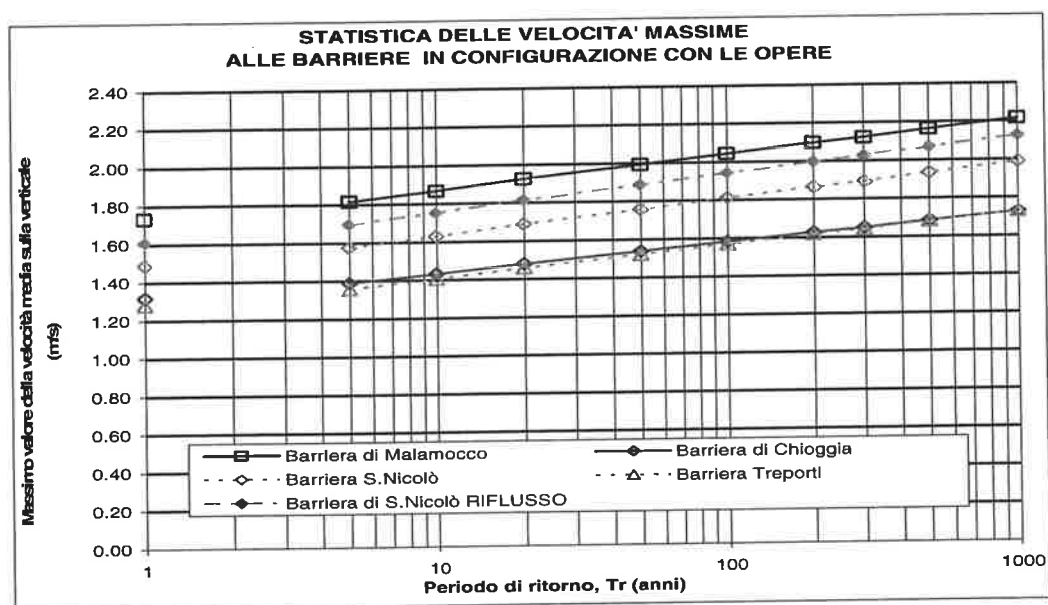 STATISTICA DELLE VELOCITA' MASSIME
ALLE BARRIERE IN CONFIGURAZIONE CON LE OPERE
Massimo valore della velocità media sulla verticale
(m/s)
2.40
2.20
2.00
1.80
1.60
1.40
1.20
1.00
0.80
0.60
0.40
0.20
0.00
Barriera di Malamocco
Barriera di Chioggia
Barriera S.Nicolò
Barriera Treporti
Barriera di S.Nicolò RIFLUSSO
1
10
100
1000
Periodo di ritorno, Tr (anni)